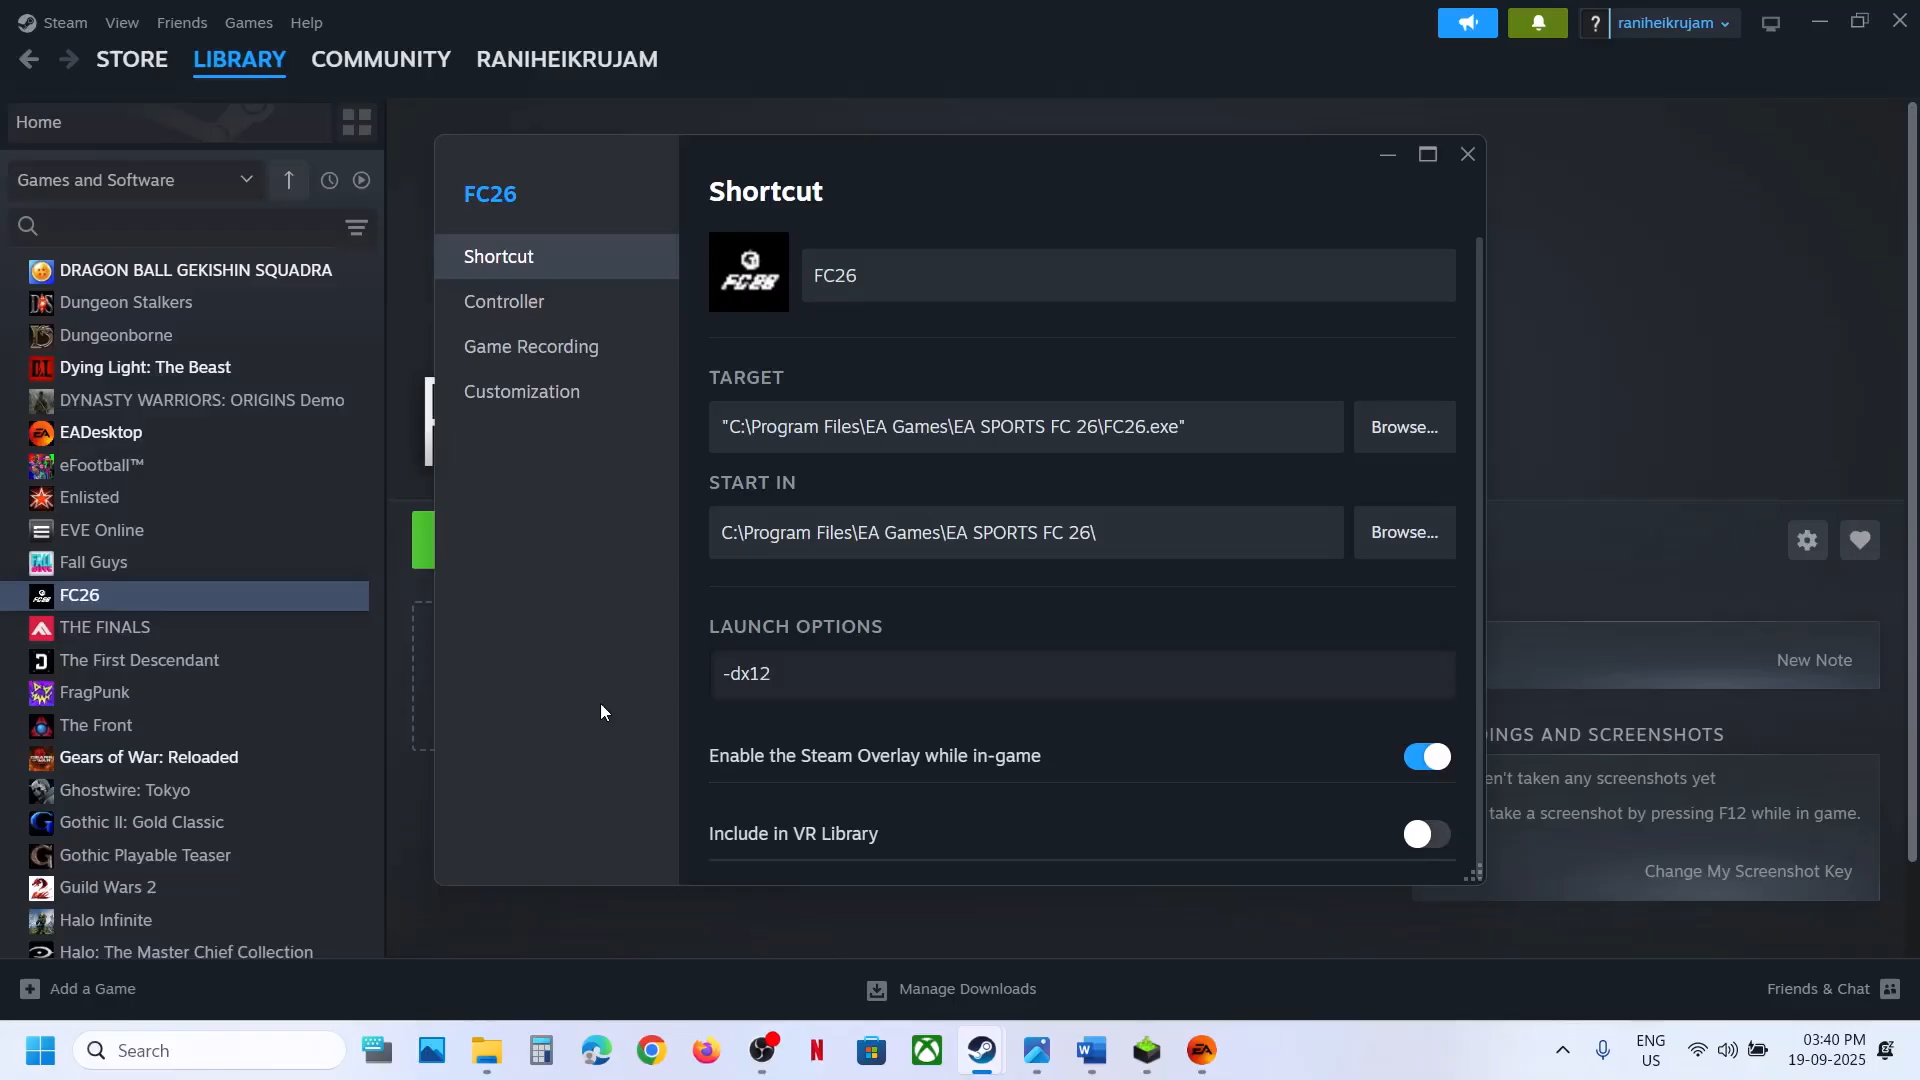 Steam View Friends Games Help
raniheikrujam
STORE LIBRARY COMMUNITY RANIHEIKRUJAM
Home
Games and Software
DRAGON BALL GEKISHIN SQUADRA
Dungeon Stalkers
Dungeonborne
Dying Light: The Beast
DYNASTY WARRIORS: ORIGINS Demo
EADesktop
eFootball™
Enlisted
EVE Online
Fall Guys
FC26
THE FINALS
The First Descendant
FragPunk
The Front
Gears of War: Reloaded
Ghostwire: Tokyo
Gothic II: Gold Classic
Gothic Playable Teaser
Guild Wars 2
Halo Infinite
Halo: The Master Chief Collection
FC26
Shortcut
Controller
Game Recording
Customization
Shortcut
FC26
FC26
TARGET
"C:\Program Files\EA Games\EA SPORTS FC 26\FC26.exe"
Browse...
START IN
C:\Program Files\EA Games\EA SPORTS FC 26\
Browse...
LAUNCH OPTIONS
-dx12
Enable the Steam Overlay while in-game
Include in VR Library
New Note
INGS AND SCREENSHOTS
en't taken any screenshots yet
take a screenshot by pressing F12 while in game.
Change My Screenshot Key
Add a Game
Manage Downloads
Friends & Chat
Search
ENG
US
03:40 PM
19-09-2025